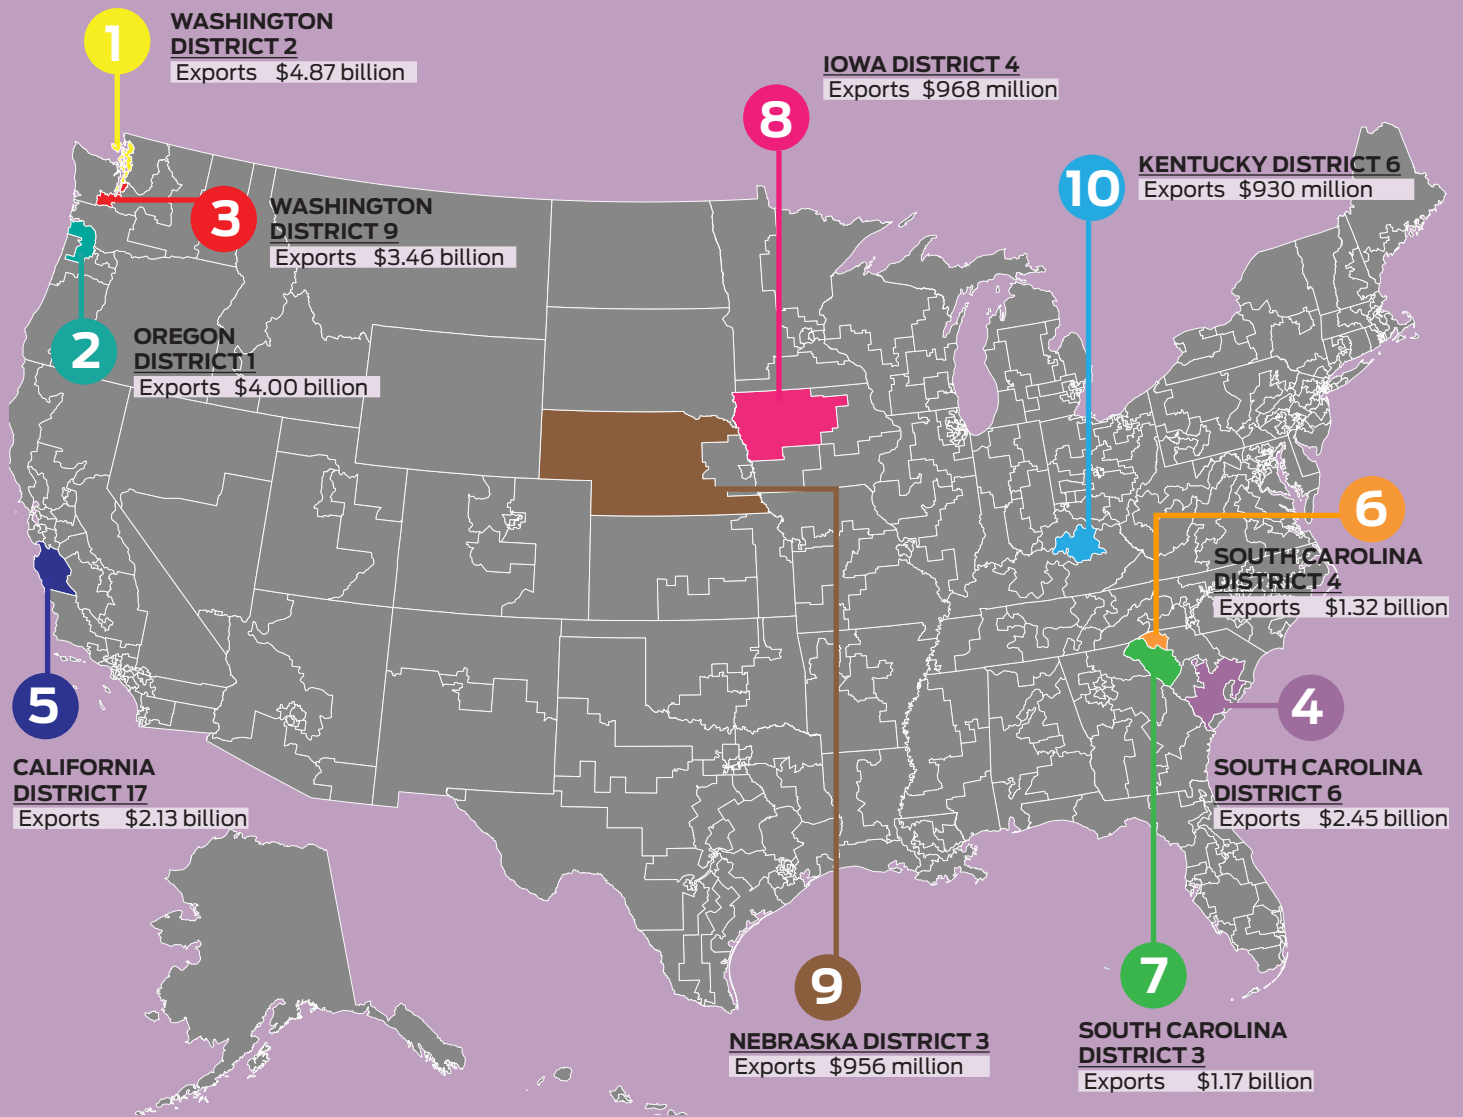 1
WASHINGTON
DISTRICT 2
Exports $4.87 billion
2
OREGON
DISTRICT 1
Exports $4.00 billion
3
WASHINGTON
DISTRICT 9
Exports $3.46 billion
4
SOUTH CAROLINA
DISTRICT 6
Exports $2.45 billion
5
CALIFORNIA
DISTRICT 17
Exports $2.13 billion
6
SOUTH CAROLINA
DISTRICT 4
Exports $1.32 billion
7
SOUTH CAROLINA
DISTRICT 3
Exports $1.17 billion
8
IOWA DISTRICT 4
Exports $968 million
9
NEBRASKA DISTRICT 3
Exports $956 million
10
KENTUCKY DISTRICT 6
Exports $930 million